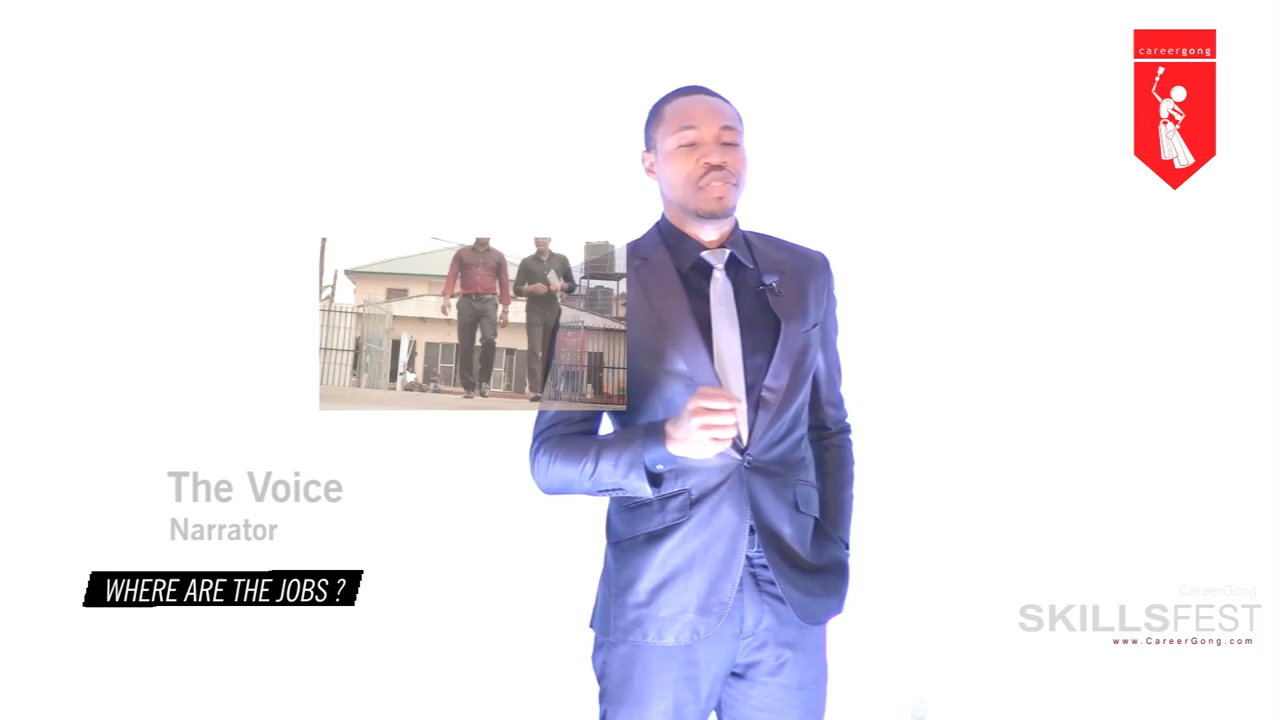 careergong
The Voice
Narrator
WHERE ARE THE JOBS ?
CareerGong
SKILLSFEST
www.CareerGong.com